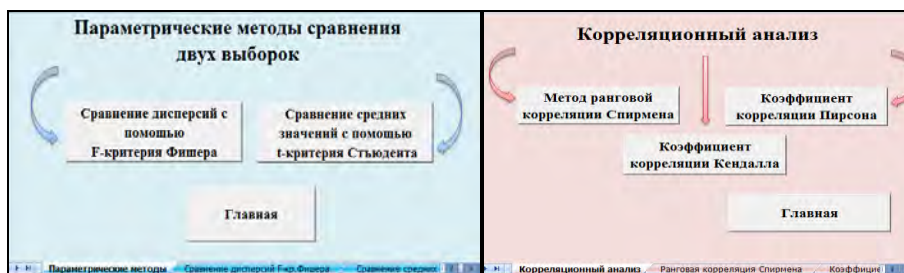 Параметрические методы сравнения
двух выборок
Сравнение дисперсий с
помощью
F-критерия Фишера
Сравнение средних
значений с помощью
t-критерия Стьюдента
Главная
Параметрические методы
Сравнение дисперсий F-кр.Фишера
Сравнение средних
Корреляционный анализ
Метод ранговой
корреляции Спирмена
Коэффициент
корреляции Пирсона
Коэффициент
корреляции Кендалла
Главная
Корреляционный анализ
Ранговая корреляция Спирмена
Коэффици